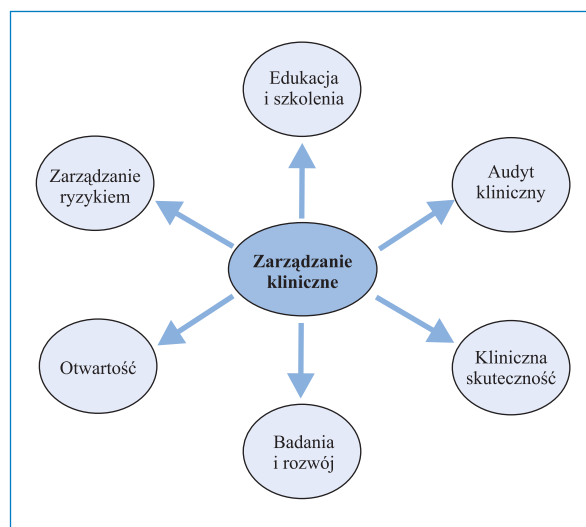 Edukacja
i szkolenia
Zarządzanie
ryzykiem
Audyt
kliniczny
Zarządzanie
kliniczne
Otwartość
Kliniczna
skuteczność
Badania
i rozwój